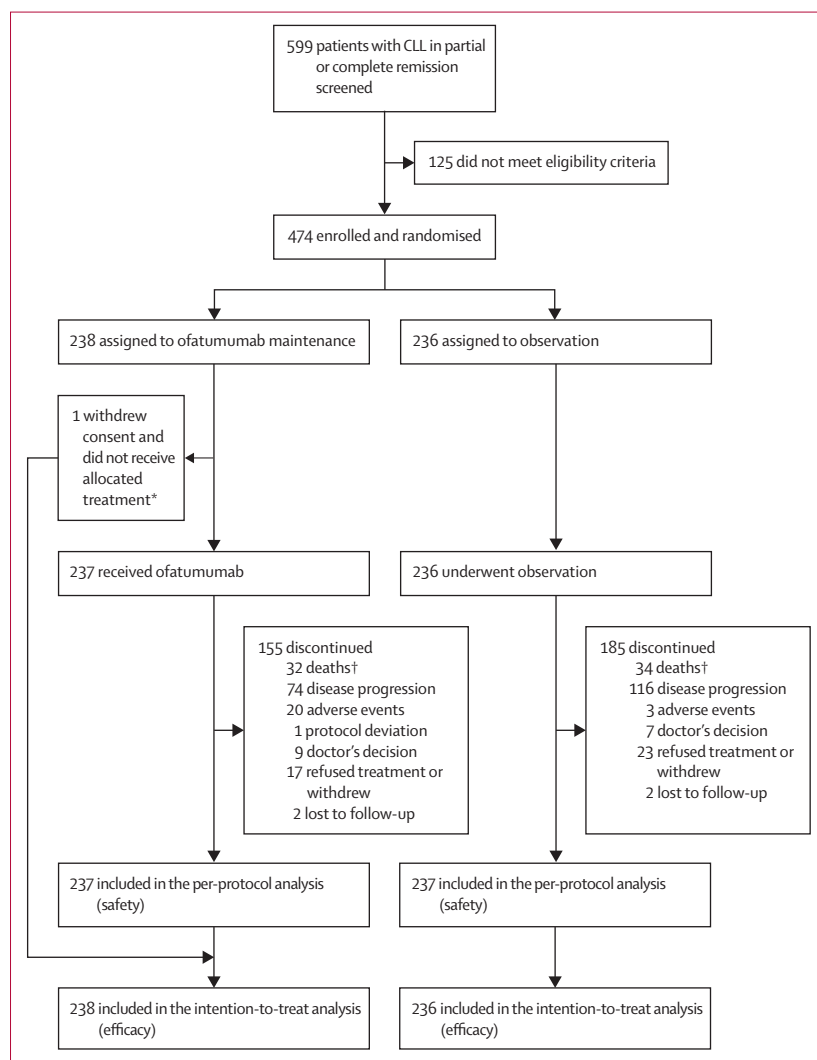 599 patients with CLL in partial
or complete remission
screened
125 did not meet eligibility criteria
474 enrolled and randomised
238 assigned to ofatumumab maintenance
236 assigned to observation
1 withdrew
consent and
did not receive
allocated
treatment*
237 received ofatumumab
236 underwent observation
155 discontinued
32 deaths†
74 disease progression
20 adverse events
1 protocol deviation
9 doctor's decision
17 refused treatment or
withdrew
2 lost to follow-up
185 discontinued
34 deaths†
116 disease progression
3 adverse events
7 doctor's decision
23 refused treatment or
withdrew
2 lost to follow-up
237 included in the per-protocol analysis
(safety)
237 included in the per-protocol analysis
(safety)
238 included in the intention-to-treat analysis
(efficacy)
236 included in the intention-to-treat analysis
(efficacy)